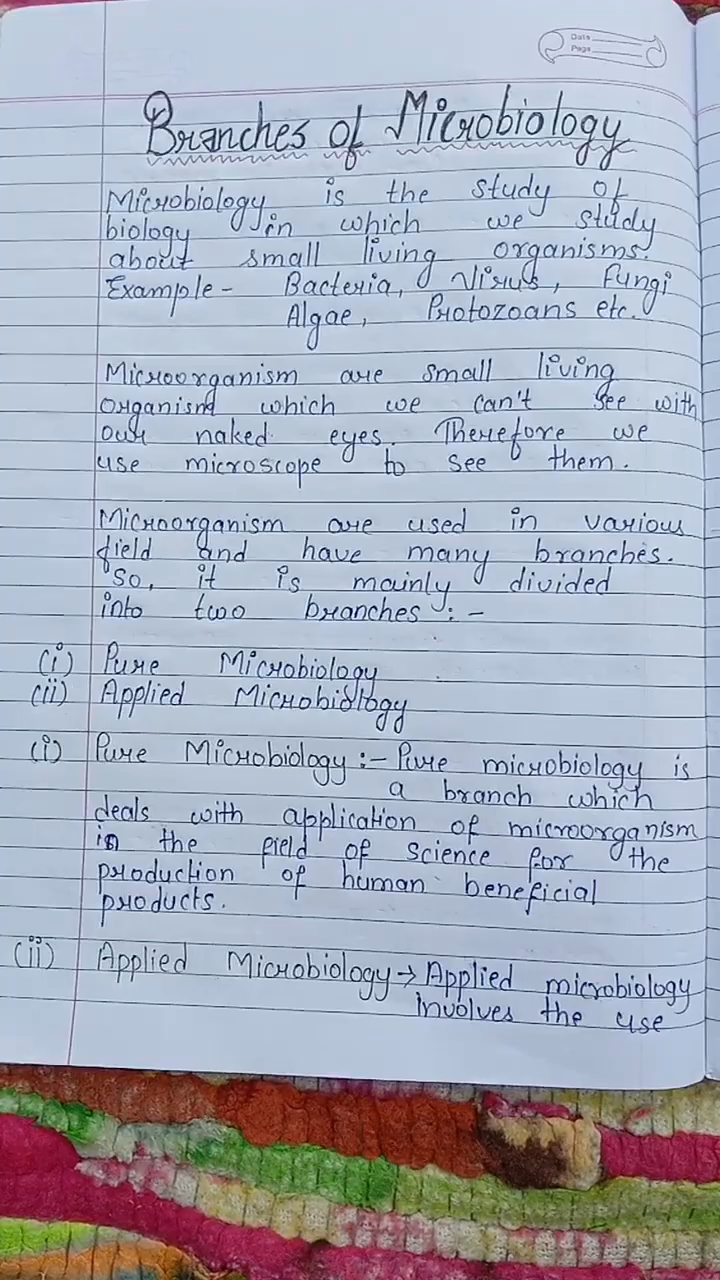 Date
Page
Branches of Microbiology
Microbiology is the study of
biology in which we study
about small living organisms.
Example - Bacteria, Virus, Fungi
Algae, Protozoans etc.
Microorganism are small living
organism which we can't see with
our naked eyes. Therefore we
use microscope to see them.
Microorganism are used in various
field and have many branches.
So, it is mainly divided
into two branches :-
(i) Pure Microbiology
(ii) Applied Microbiology
(i) Pure Microbiology :- Pure microbiology is
a branch which
deals with application of microorganism
in the field of science for the
production of human beneficial
products.
(ii) Applied Microbiology → Applied microbiology
involves the use